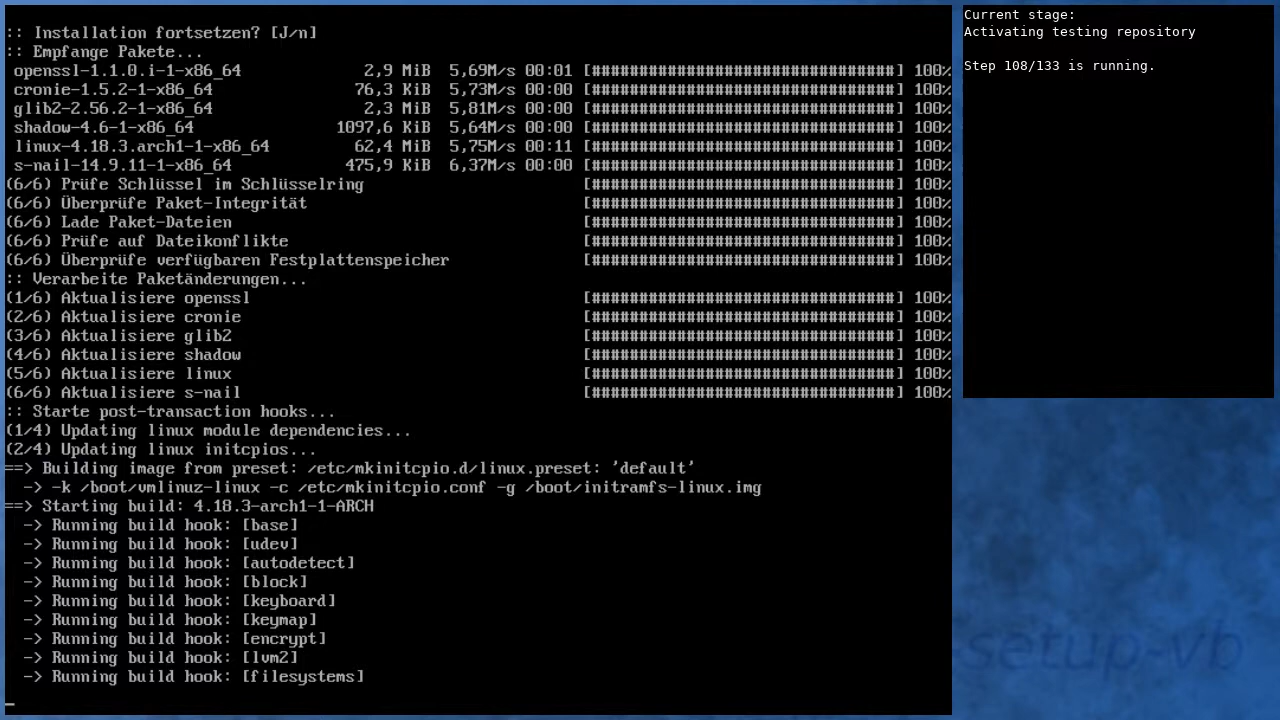 :: Installation fortsetzen? [J/n]
:: Empfange Pakete...
openssl-1.1.0.i-1-x86_64 2,9 MiB 5,69M/s 00:01 [################################] 100%
cronie-1.5.2-1-x86_64 76,3 KiB 5,73M/s 00:00 [################################] 100%
glib2-2.56.2-1-x86_64 2,3 MiB 5,81M/s 00:00 [################################] 100%
shadow-4.6-1-x86_64 1097,6 KiB 5,64M/s 00:00 [################################] 100%
linux-4.18.3.arch1-1-x86_64 62,4 MiB 5,75M/s 00:11 [################################] 100%
s-nail-14.9.11-1-x86_64 475,9 KiB 6,37M/s 00:00 [################################] 100%
(6/6) Prüfe Schlüssel im Schlüsselring [################################] 100%
(6/6) Überprüfe Paket-Integrität [################################] 100%
(6/6) Lade Paket-Dateien [################################] 100%
(6/6) Prüfe auf Dateikonflikte [################################] 100%
(6/6) Überprüfe verfügbaren Festplattenspeicher [################################] 100%
:: Verarbeite Paketänderungen...
(1/6) Aktualisiere openssl [################################] 100%
(2/6) Aktualisiere cronie [################################] 100%
(3/6) Aktualisiere glib2 [################################] 100%
(4/6) Aktualisiere shadow [################################] 100%
(5/6) Aktualisiere linux [################################] 100%
(6/6) Aktualisiere s-nail [################################] 100%
:: Starte post-transaction hooks...
(1/4) Updating linux module dependencies...
(2/4) Updating linux initcpios...
==> Building image from preset: /etc/mkinitcpio.d/linux.preset: 'default'
-> -k /boot/vmlinuz-linux -c /etc/mkinitcpio.conf -g /boot/initramfs-linux.img
==> Starting build: 4.18.3-arch1-1-ARCH
-> Running build hook: [base]
-> Running build hook: [udev]
-> Running build hook: [autodetect]
-> Running build hook: [block]
-> Running build hook: [keyboard]
-> Running build hook: [keymap]
-> Running build hook: [encrypt]
-> Running build hook: [lvm2]
-> Running build hook: [filesystems]
_
Current stage:
Activating testing repository
Step 108/133 is running.
setup-vb